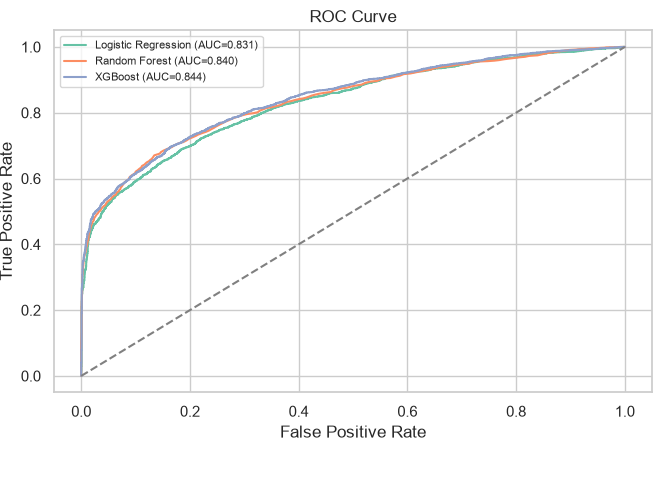 ROC Curve
Logistic Regression (AUC=0.831)
Random Forest (AUC=0.840)
XGBoost (AUC=0.844)
True Positive Rate
1.0
0.8
0.6
0.4
0.2
0.0
0.0 0.2 0.4 0.6 0.8 1.0
False Positive Rate